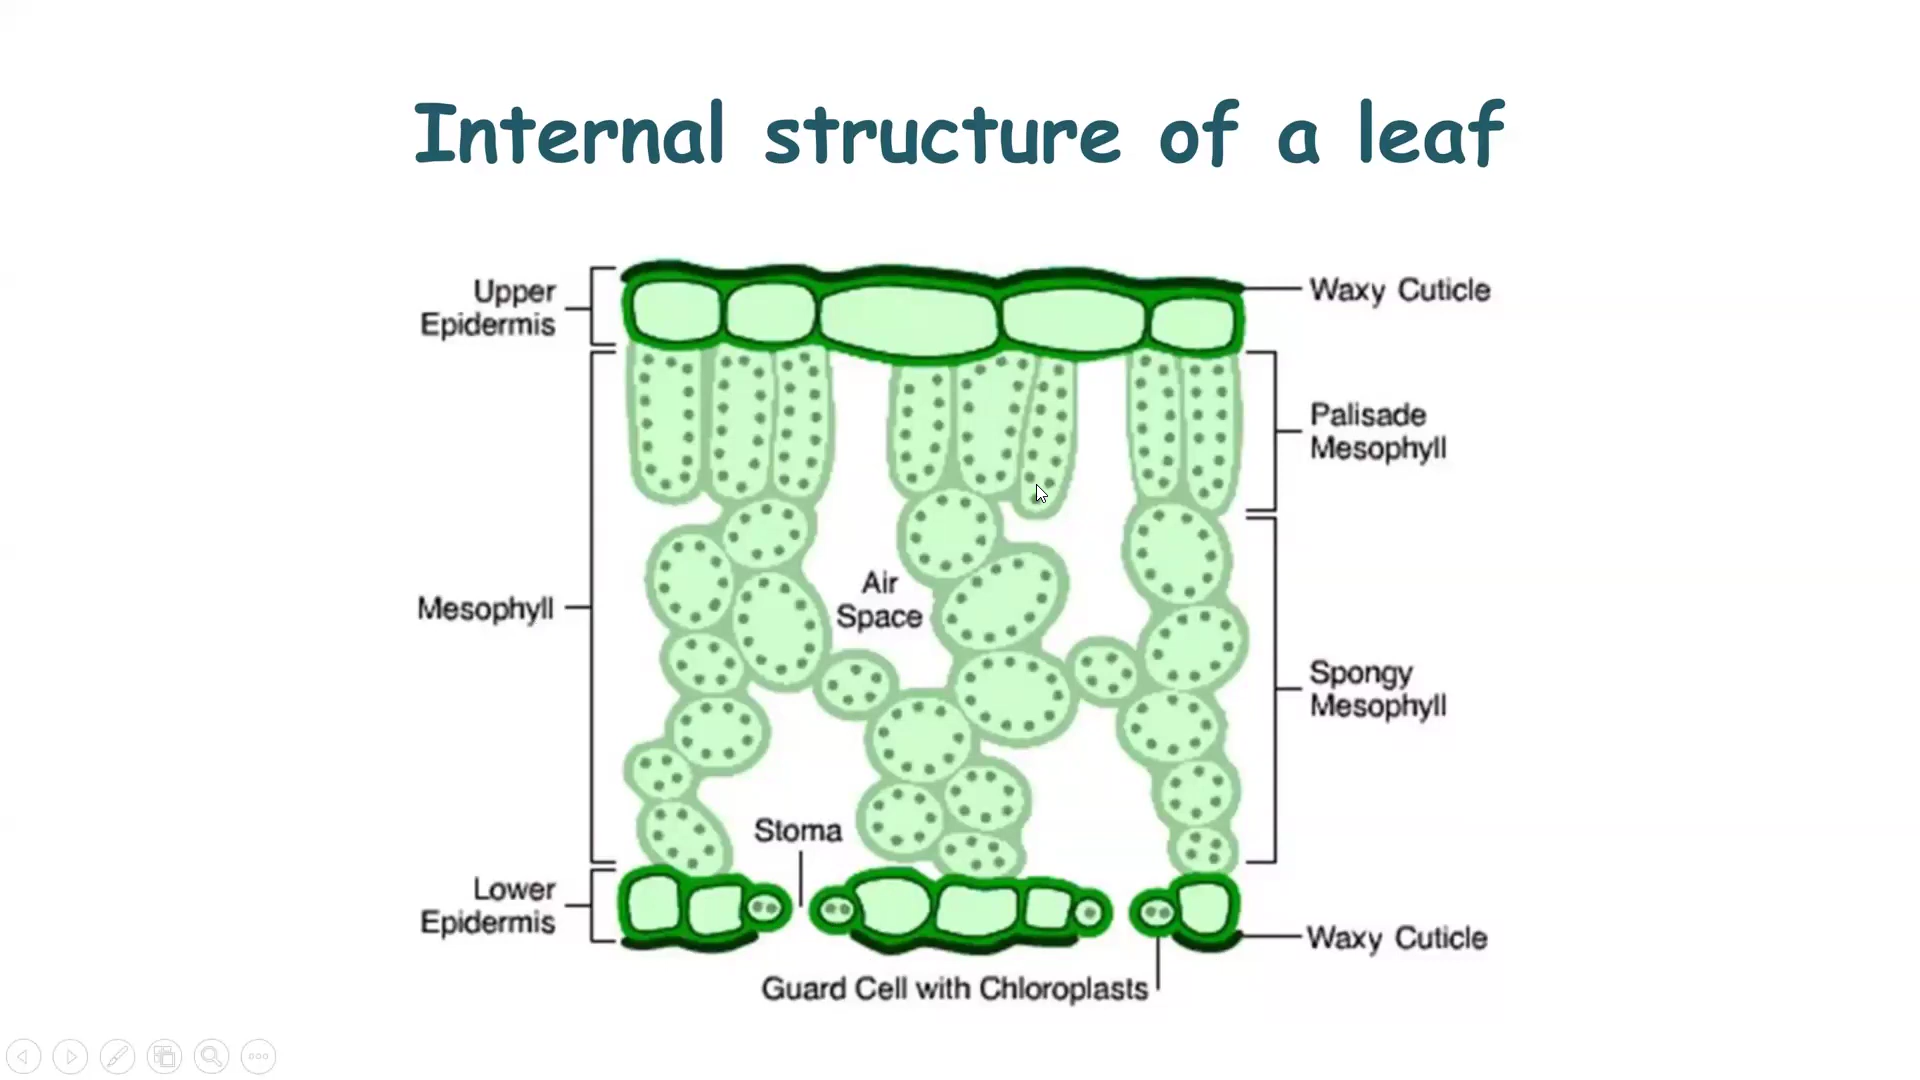 Internal structure of a leaf
Upper
Epidermis
Waxy Cuticle
Palisade
Mesophyll
Air
Space
Mesophyll
Spongy
Mesophyll
Stoma
Lower
Epidermis
Waxy Cuticle
Guard Cell with Chloroplasts